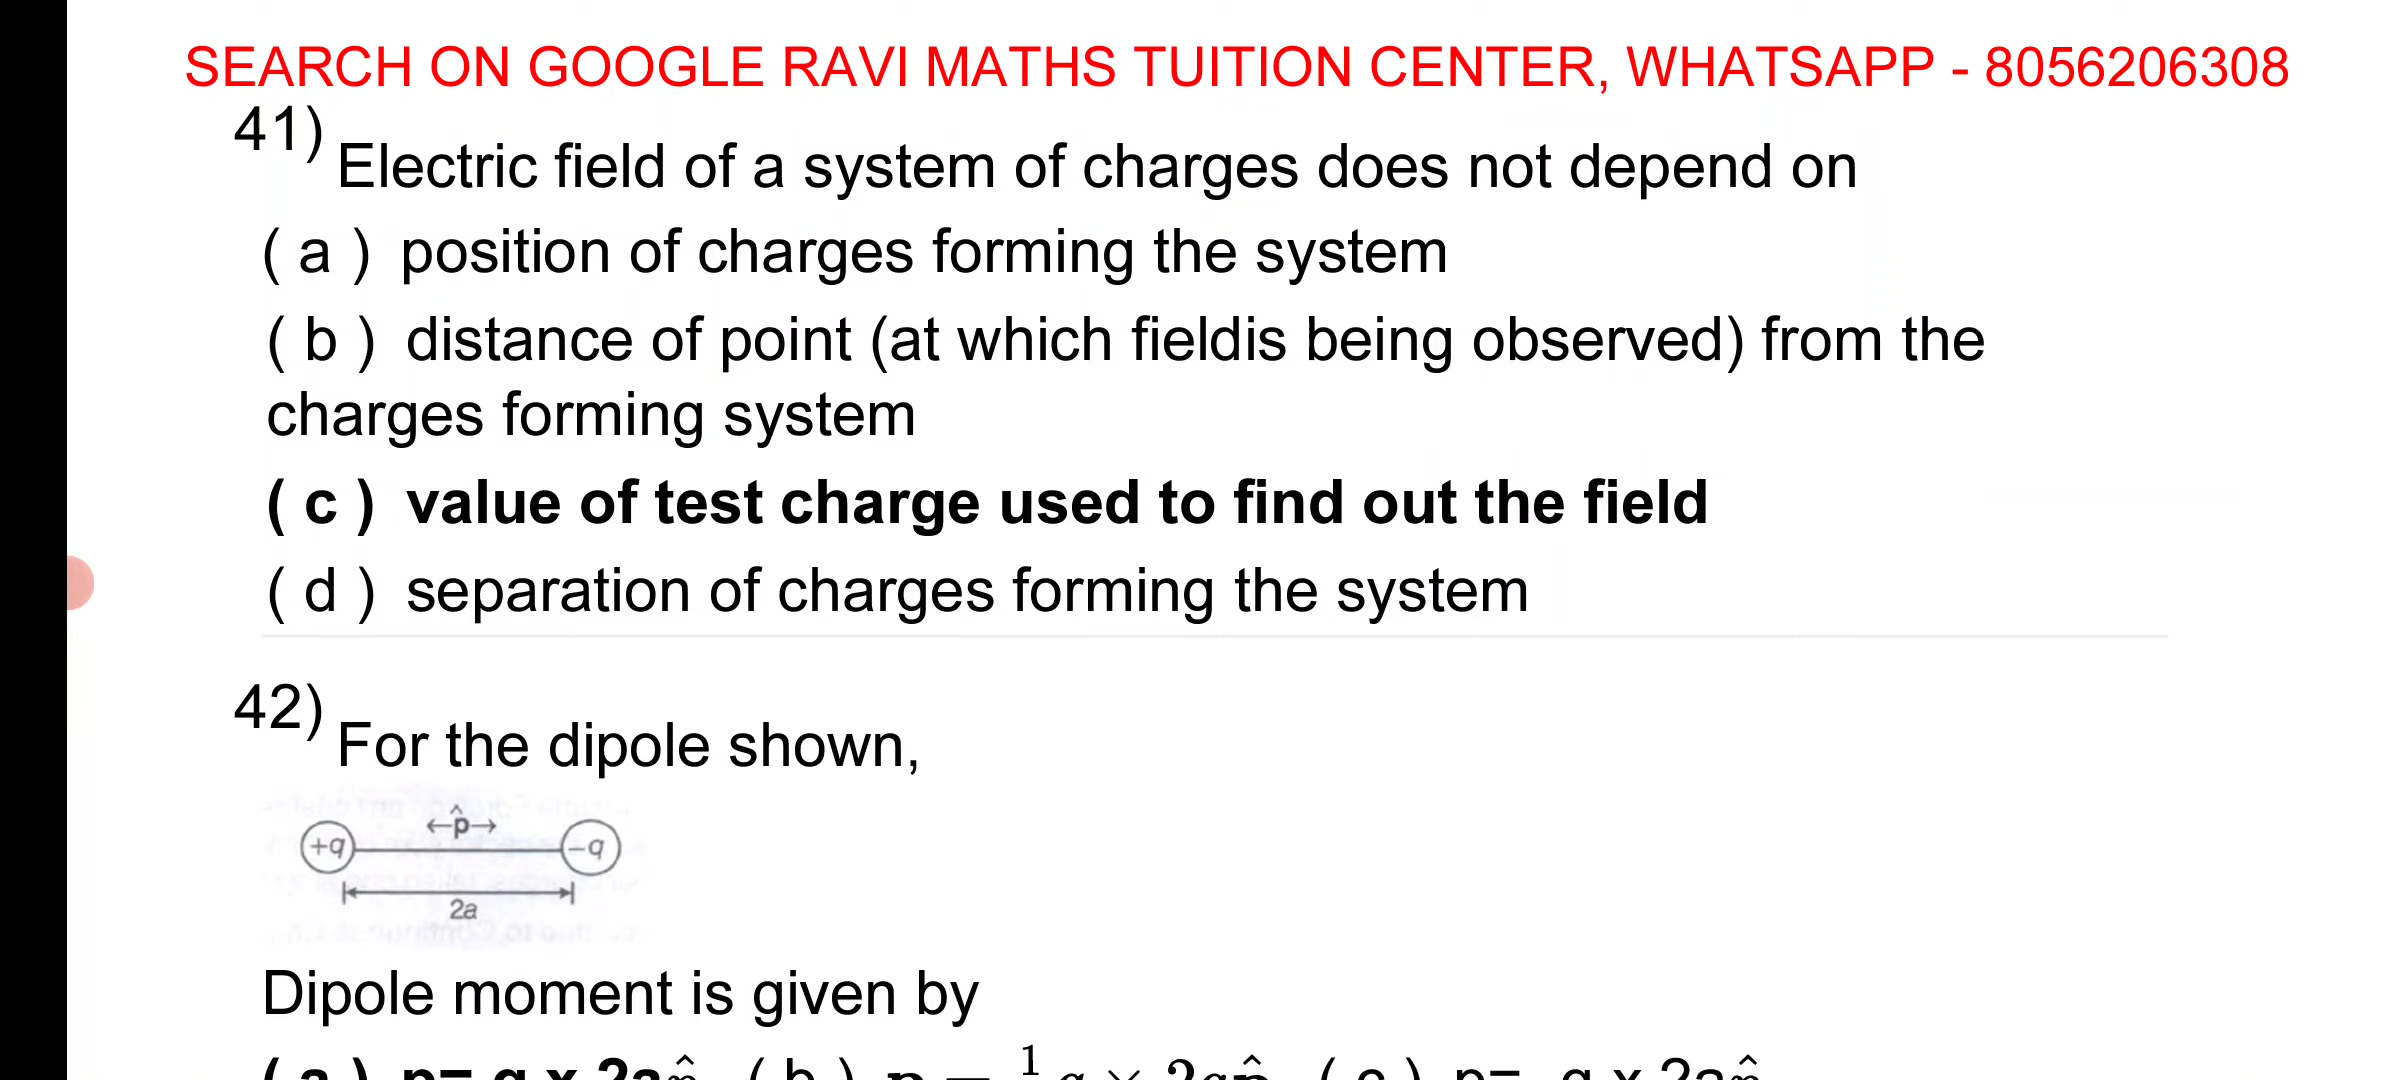 SEARCH ON GOOGLE RAVI MATHS TUITION CENTER, WHATSAPP - 8056206308
41)
Electric field of a system of charges does not depend on
( a ) position of charges forming the system
( b ) distance of point (at which fieldis being observed) from the
charges forming system
( c ) value of test charge used to find out the field
( d ) separation of charges forming the system
42)
For the dipole shown,
←p̂→
+q −q
2a
Dipole moment is given by